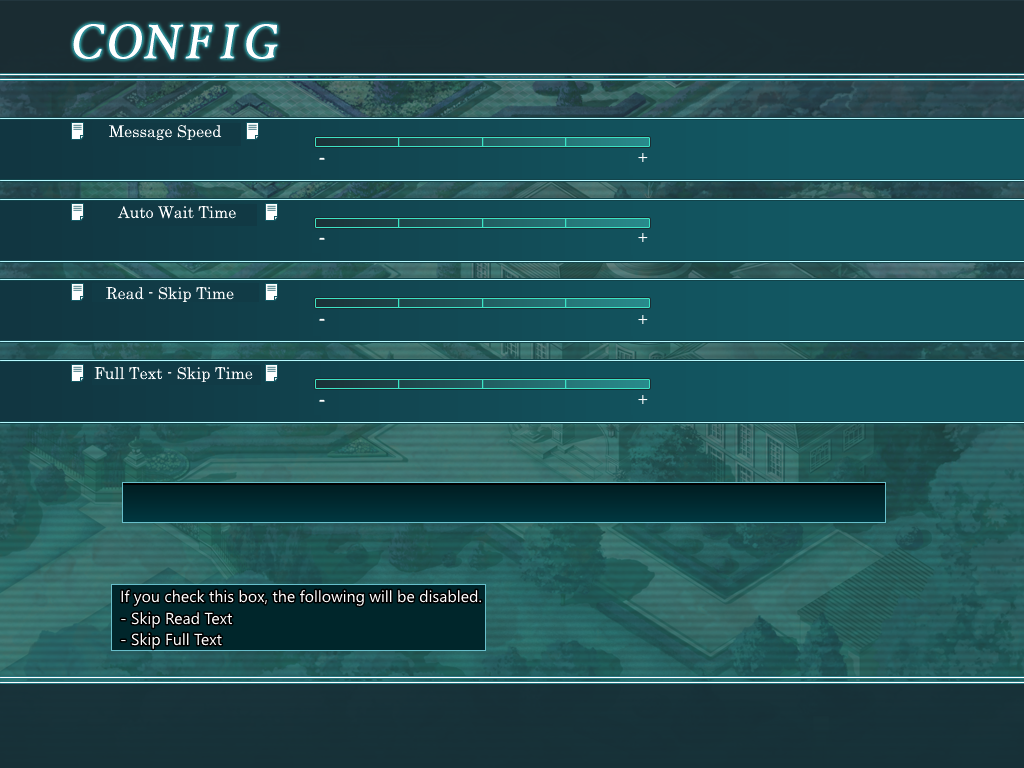 CONFIG
Message Speed
- +
Auto Wait Time
- +
Read - Skip Time
- +
Full Text - Skip Time
- +
If you check this box, the following will be disabled.
- Skip Read Text
- Skip Full Text